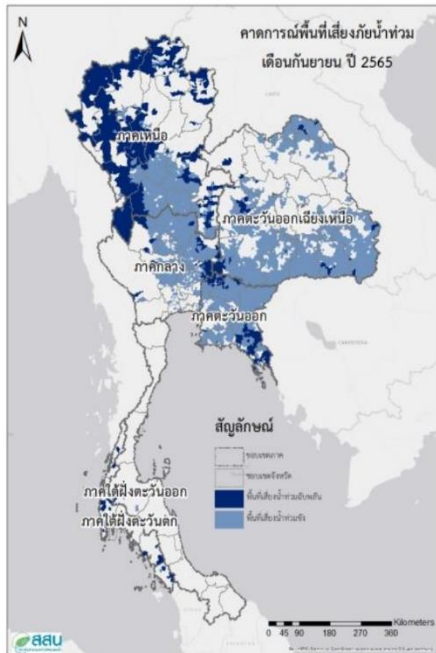 คาดการณ์พื้นที่เสี่ยงภัยน้ำท่วม
เดือนกันยายน ปี 2565
N
ภาคเหนือ
ภาคตะวันออกเฉียงเหนือ
ภาคกลาง
ภาคตะวันออก
สัญลักษณ์
ขอบเขตภาค
ขอบเขตจังหวัด
พื้นที่เสี่ยงน้ำท่วมฉับพลัน
พื้นที่เสี่ยงน้ำท่วมขัง
ภาคใต้ฝั่งตะวันออก
ภาคใต้ฝั่งตะวันตก
Kilometers
0 45 90 180 270 360
สสน